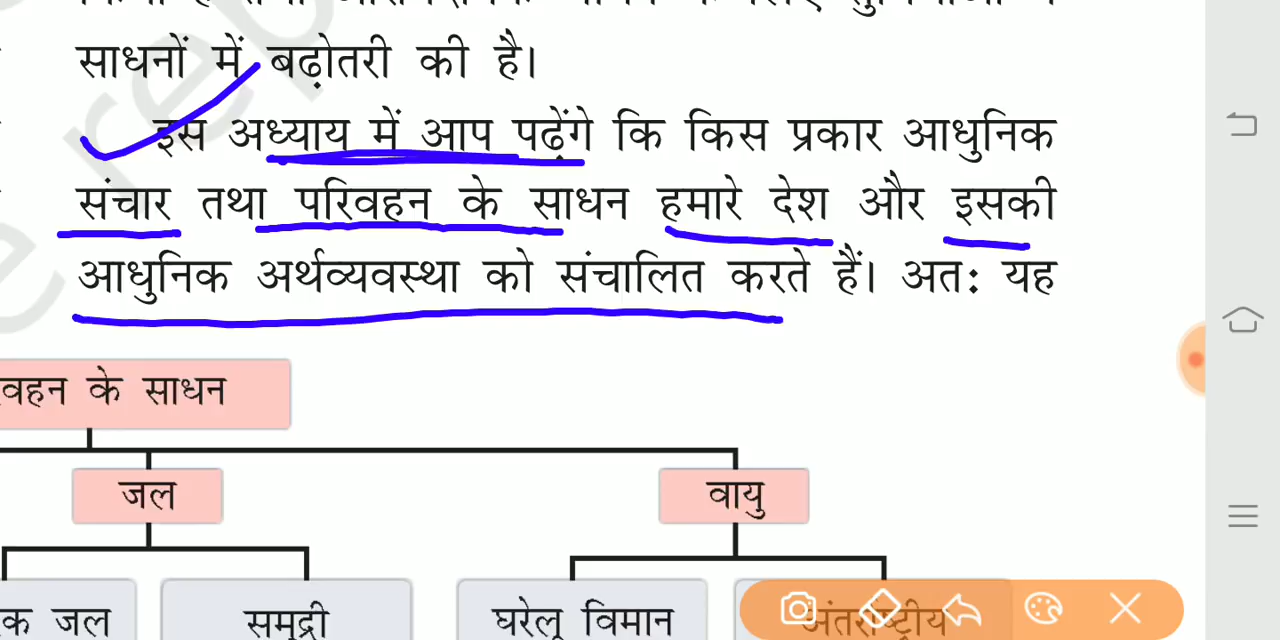 साधनों में बढ़ोतरी की है।
इस अध्याय में आप पढ़ेंगे कि किस प्रकार आधुनिक
संचार तथा परिवहन के साधन हमारे देश और इसकी
आधुनिक अर्थव्यवस्था को संचालित करते हैं। अतः यह
वहन के साधन
जल
वायु
क जल
समुद्री
घरेलू विमान
अंतर्राष्ट्रीय